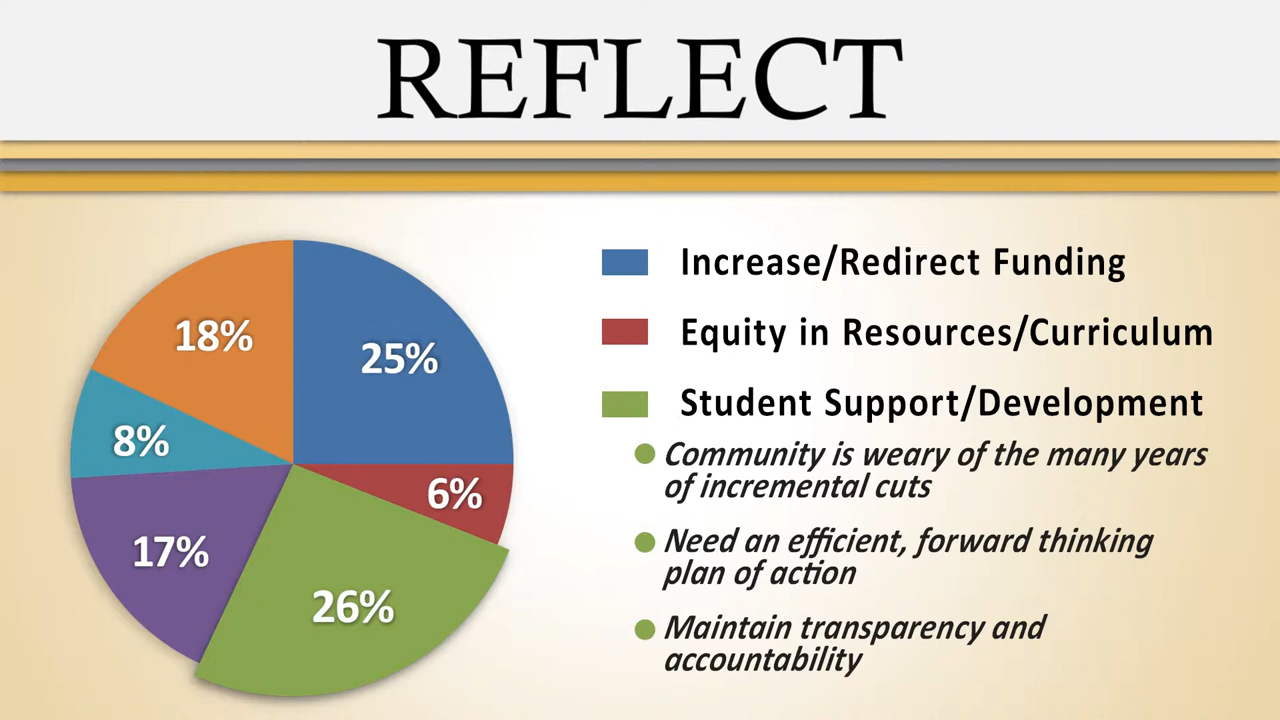 REFLECT
18%
25%
8%
6%
17%
26%
Increase/Redirect Funding
Equity in Resources/Curriculum
Student Support/Development
Community is weary of the many years
of incremental cuts
Need an efficient, forward thinking
plan of action
Maintain transparency and
accountability